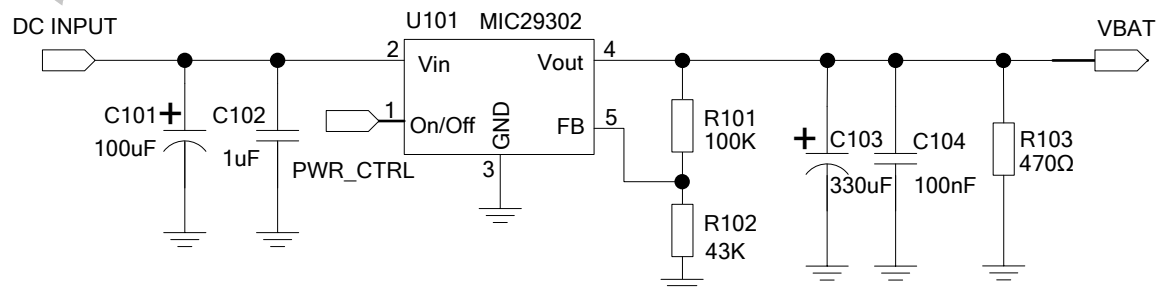 DC INPUT
U101 MIC29302
VBAT
2
Vin
Vout
4
C101
+
100uF
C102
1uF
1
On/Off
PWR_CTRL
GND
3
FB
5
R101
100K
R102
43K
+
C103
330uF
C104
100nF
R103
470Ω